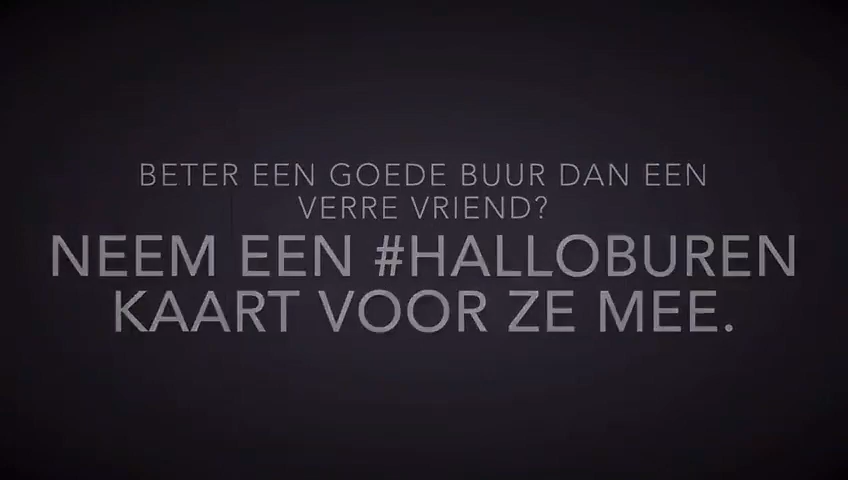 BETER EEN GOEDE BUUR DAN EEN
VERRE VRIEND?
NEEM EEN #HALLOBUREN
KAART VOOR ZE MEE.